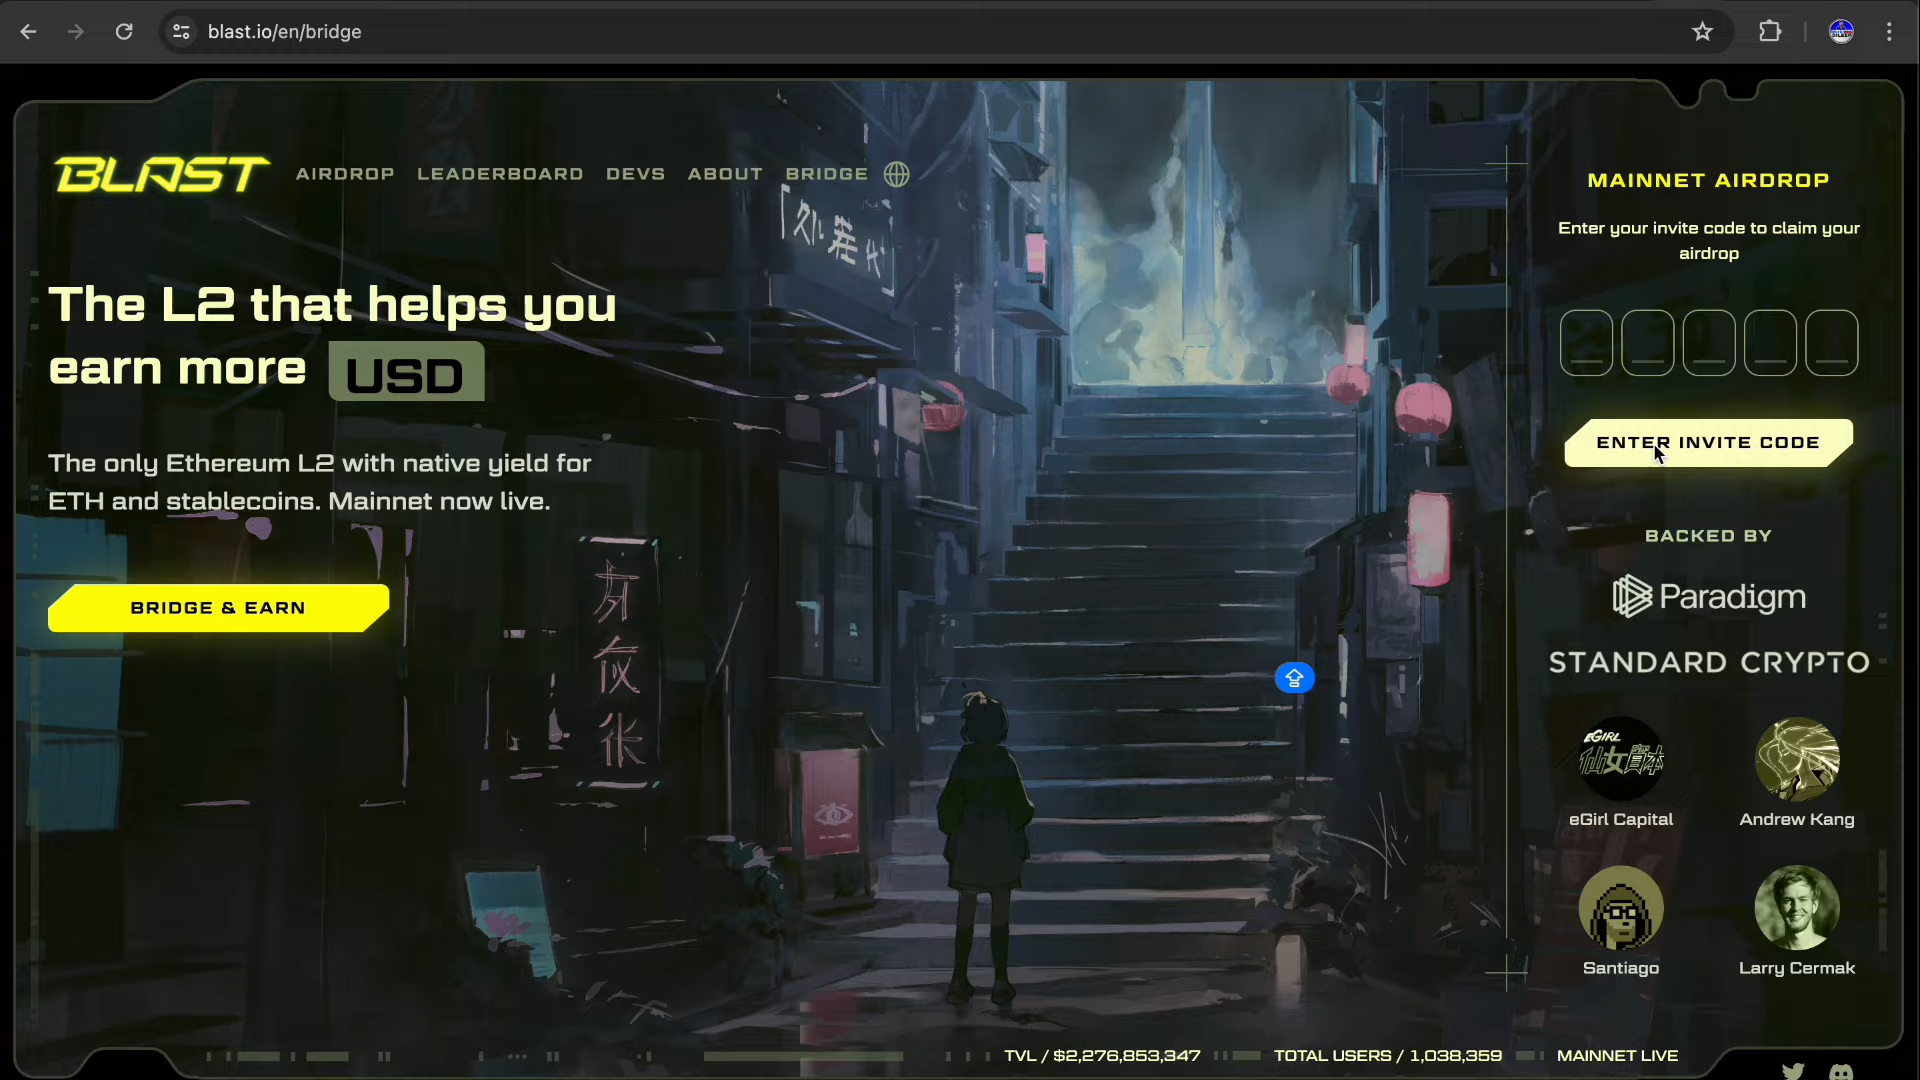 blast.io/en/bridge
BLAST
AIRDROP
LEADERBOARD
DEVS
ABOUT
BRIDGE
The L2 that helps you
earn more USD
The only Ethereum L2 with native yield for
ETH and stablecoins. Mainnet now live.
BRIDGE & EARN
MAINNET AIRDROP
Enter your invite code to claim your
airdrop
ENTER INVITE CODE
BACKED BY
Paradigm
STANDARD CRYPTO
eGIRL
eGirl Capital
Andrew Kang
Santiago
Larry Cermak
TVL / $2,276,853,347
TOTAL USERS / 1,038,359
MAINNET LIVE